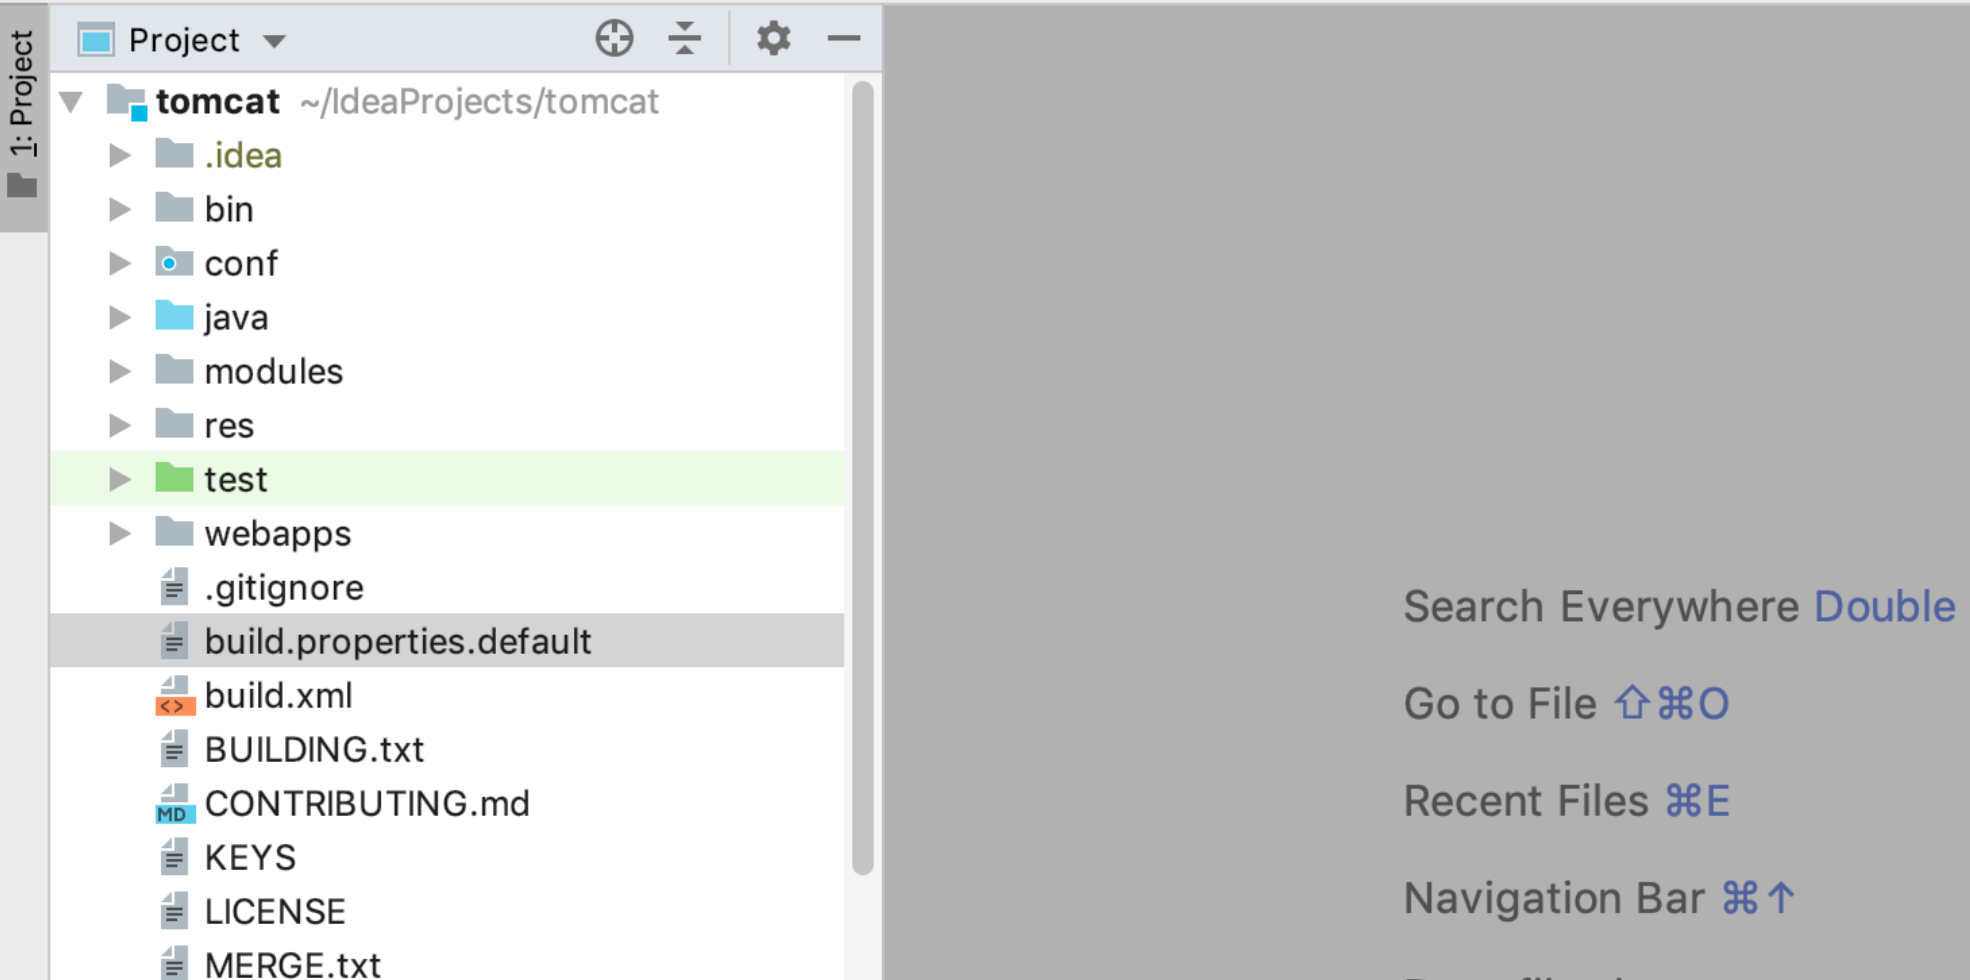 1: Project
Project
tomcat ~/IdeaProjects/tomcat
.idea
bin
conf
java
modules
res
test
webapps
.gitignore
build.properties.default
<> build.xml
BUILDING.txt
MD CONTRIBUTING.md
KEYS
LICENSE
MERGE.txt
Search Everywhere Double
Go to File ⇧⌘O
Recent Files ⌘E
Navigation Bar ⌘↑